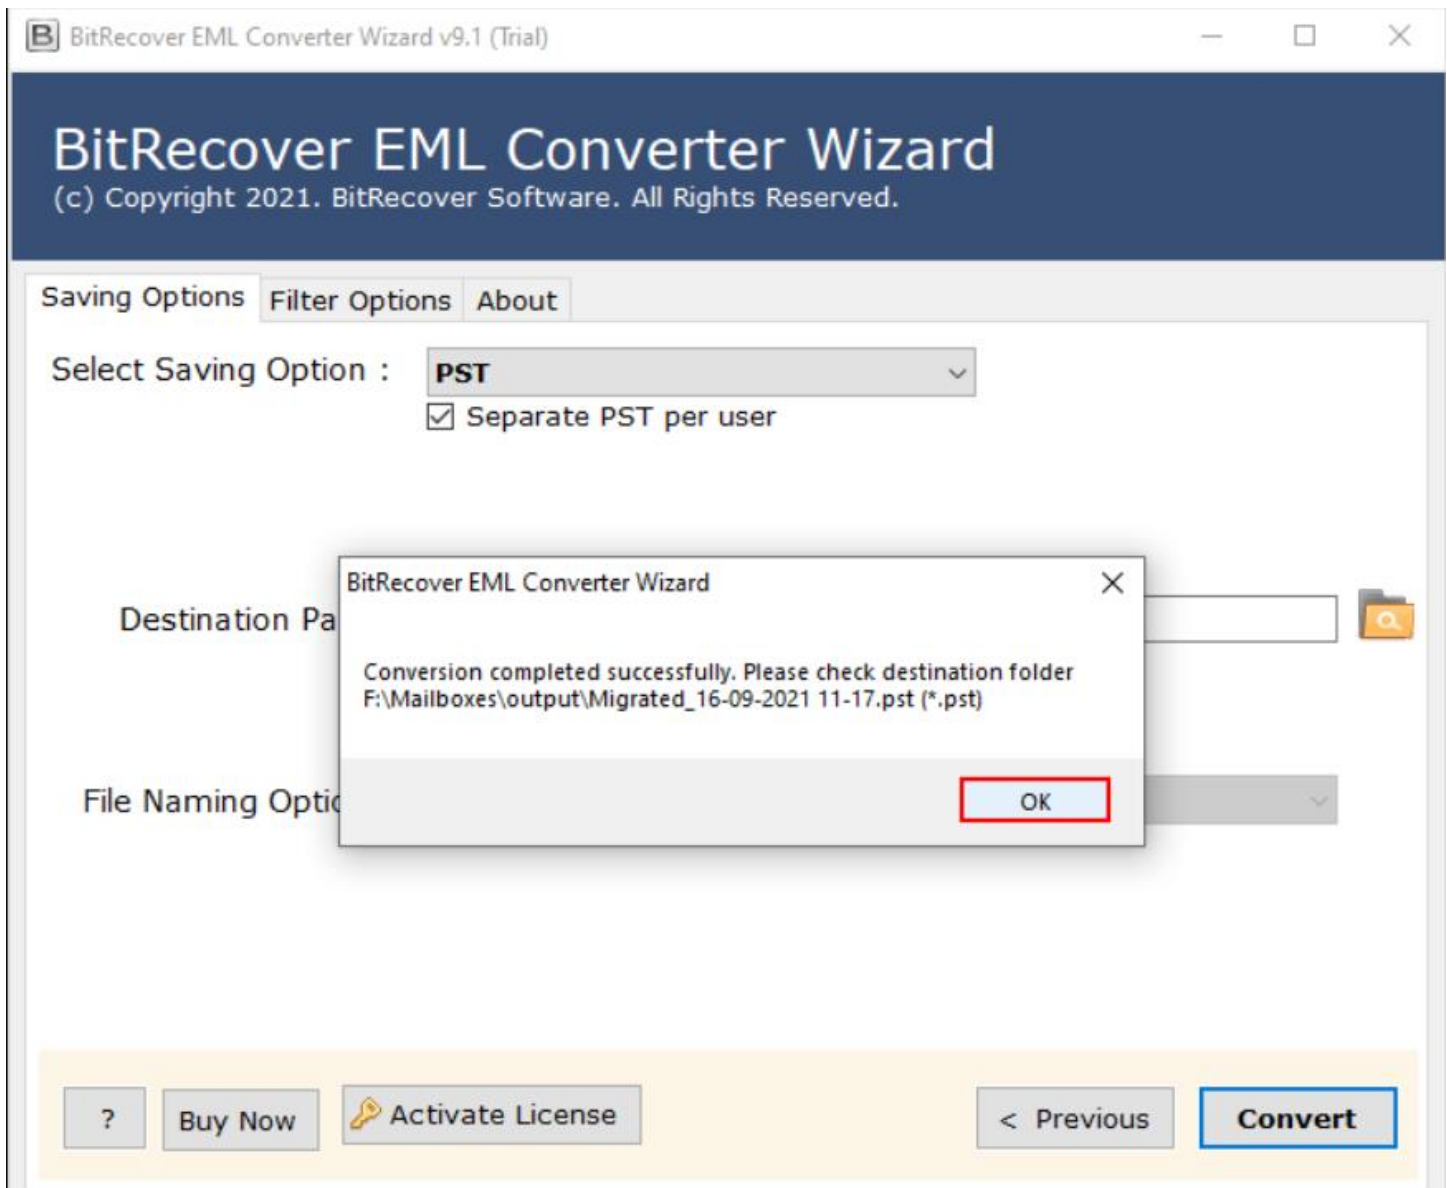 B BitRecover EML Converter Wizard v9.1 (Trial)
BitRecover EML Converter Wizard
(c) Copyright 2021. BitRecover Software. All Rights Reserved.
Saving Options Filter Options About
Select Saving Option : PST
Separate PST per user
BitRecover EML Converter Wizard
Destination Pa
Conversion completed successfully. Please check destination folder
F:\Mailboxes\output\Migrated_16-09-2021 11-17.pst (*.pst)
File Naming Optio
OK
? Buy Now Activate License < Previous Convert